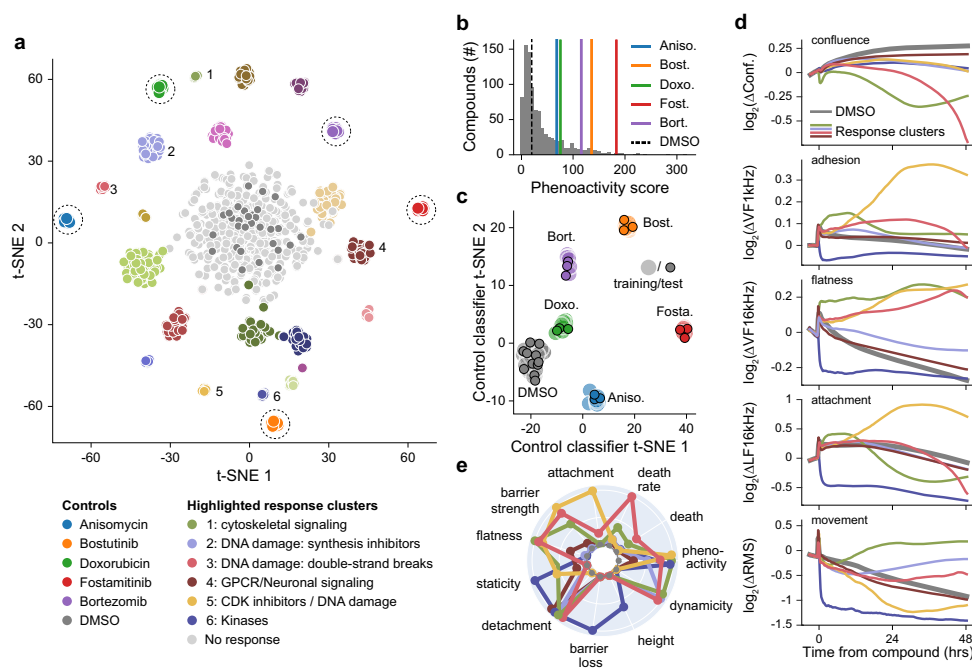 a
t-SNE 2
60
30
0
-30
-60
-60
-30
0
30
60
t-SNE 1
1
2
3
4
5
6
Controls
Anisomycin
Bostutinib
Doxorubicin
Fostamitinib
Bortezomib
DMSO
Highlighted response clusters
1: cytoskeletal signaling
2: DNA damage: synthesis inhibitors
3: DNA damage: double-strand breaks
4: GPCR/Neuronal signaling
5: CDK inhibitors / DNA damage
6: Kinases
No response
b
Compounds (#)
150
100
50
0
0
100
200
300
Phenoactivity score
Aniso.
Bost.
Doxo.
Fost.
Bort.
DMSO
c
Control classifier t-SNE 2
20
10
0
-10
-20
0
20
40
Control classifier t-SNE 1
Bost.
Bort.
/
training/test
Doxo.
Fosta.
DMSO
Aniso.
d
confluence
log2(ΔConf.)
0.25
-0.25
-0.75
DMSO
Response clusters
adhesion
log2(ΔVF1kHz)
0.4
0.2
0
flatness
log2(ΔVF16kHz)
0.25
0
-0.25
attachment
log2(ΔLF16kHz)
1.0
0.5
0
-0.5
movement
log2(ΔRMS)
0.5
0
-0.5
-1.0
-1.5
0
24
48
Time from compound (hrs)
e
attachment
death
rate
death
pheno-
activity
dynamicity
height
barrier
loss
detachment
staticity
flatness
barrier
strength